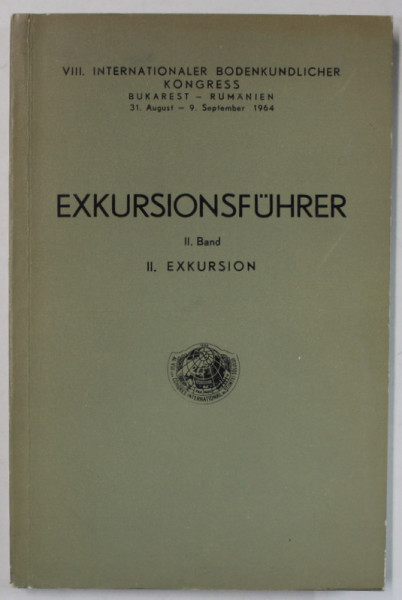 VIII. INTERNATIONALER BODENKUNDLICHER
KONGRESS
BUKAREST – RUMÄNIEN
31. August – 9. September 1964
EXKURSIONSFÜHRER
II. Band
II. EXKURSION